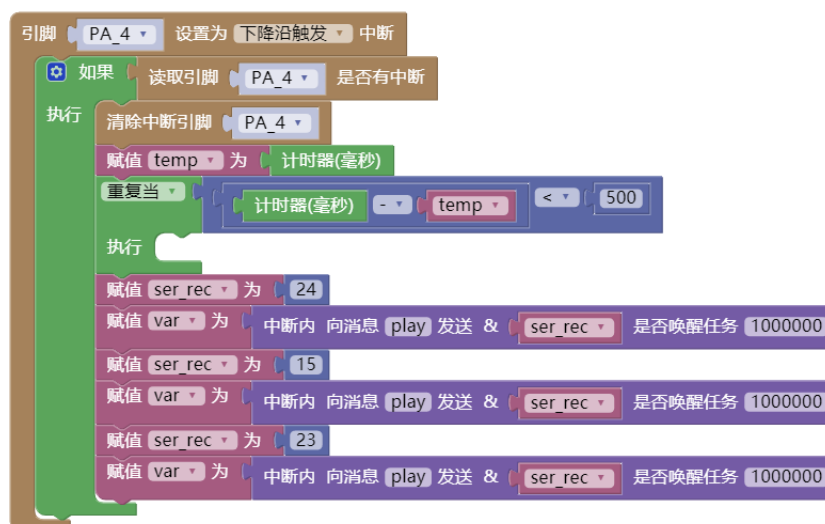 引脚 PA_4 设置为 下降沿触发 中断
如果 读取引脚 PA_4 是否有中断
执行 清除中断引脚 PA_4
赋值 temp 为 计时器(毫秒)
重复当 计时器(毫秒) - temp < 500
执行
赋值 ser_rec 为 24
赋值 var 为 中断内 向消息 play 发送 & ser_rec 是否唤醒任务 1000000
赋值 ser_rec 为 15
赋值 var 为 中断内 向消息 play 发送 & ser_rec 是否唤醒任务 1000000
赋值 ser_rec 为 23
赋值 var 为 中断内 向消息 play 发送 & ser_rec 是否唤醒任务 1000000